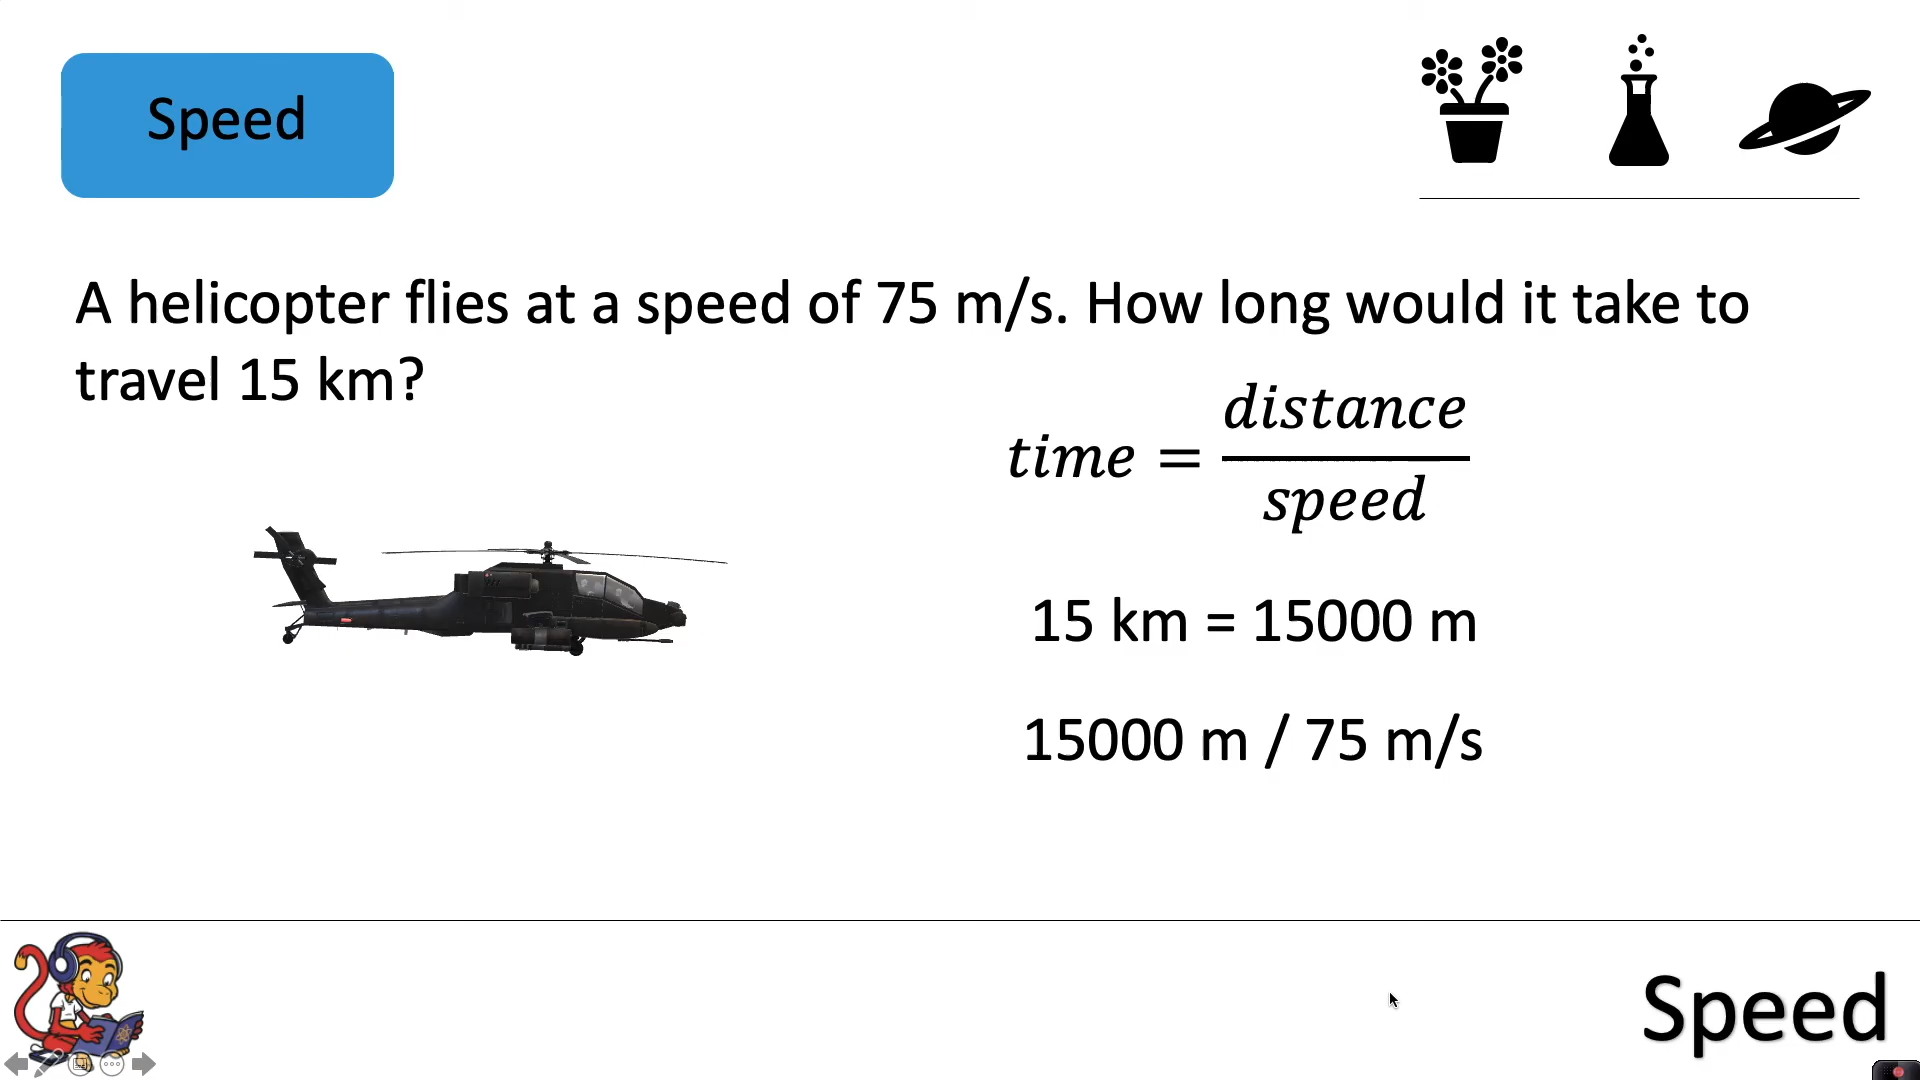 Speed
A helicopter flies at a speed of 75 m/s. How long would it take to
travel 15 km?
time = distance / speed
15 km = 15000 m
15000 m / 75 m/s
Speed